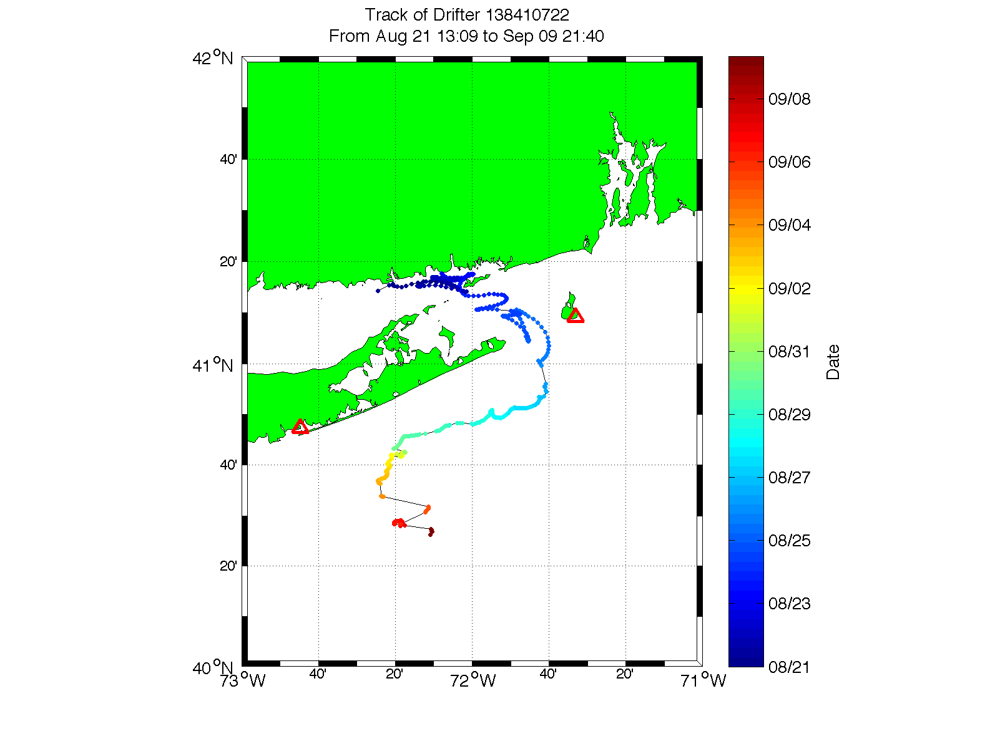 Track of Drifter 138410722
From Aug 21 13:09 to Sep 09 21:40
42°N
40'
20'
41°N
40'
20'
40°N
73°W
40'
20'
72°W
40'
20'
71°W
09/08
09/06
09/04
09/02
08/31
08/29
08/27
08/25
08/23
08/21
Date